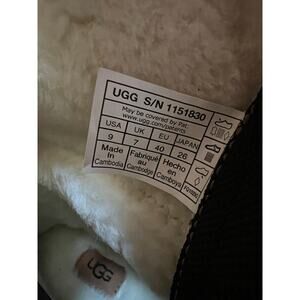 UGG S/N 1151830
May be covered by Pat.
www.ugg.com/patents
USA UK EU JAPAN
9 7 40 26
Made In Cambodia
Fabriqué au Cambodge
Hecho en Camboya
UGG